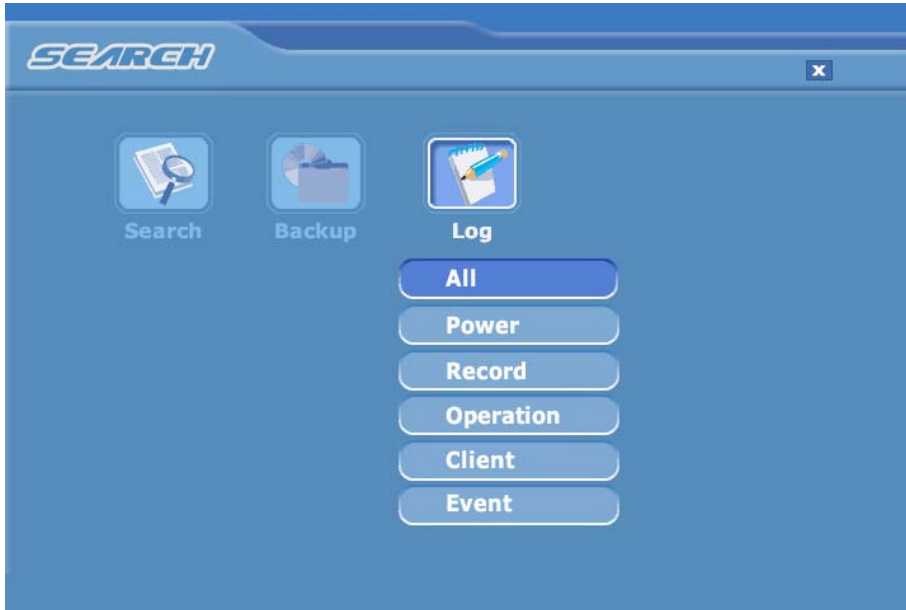 SEARCH
x
Search Backup Log
All
Power
Record
Operation
Client
Event